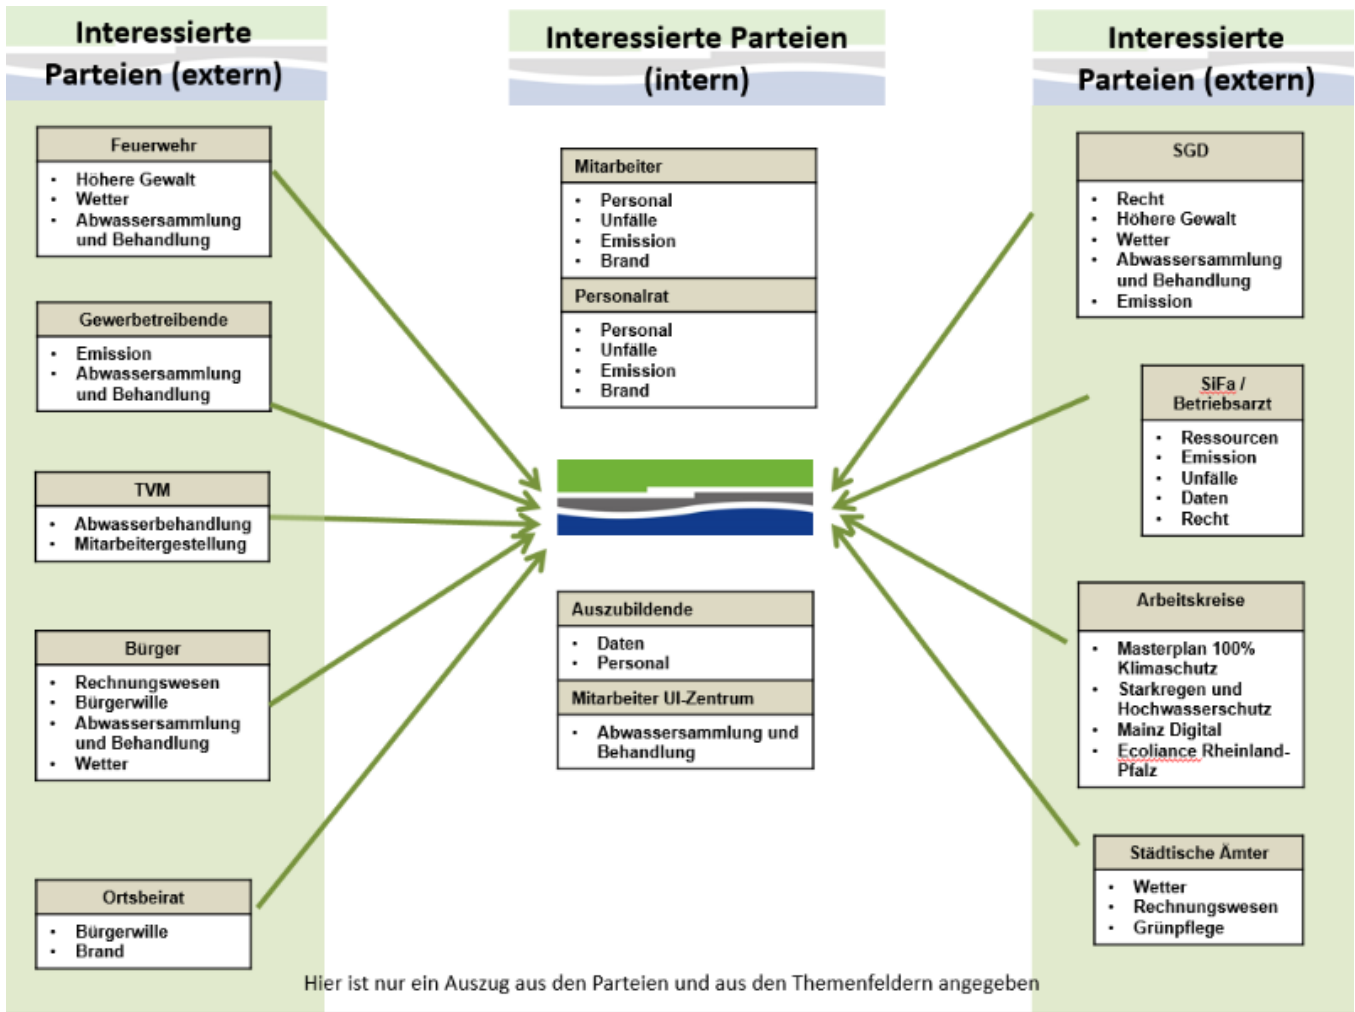 Interessierte
Parteien (extern)
Feuerwehr
• Höhere Gewalt
• Wetter
• Abwassersammlung
und Behandlung
Gewerbetreibende
• Emission
• Abwassersammlung
und Behandlung
TVM
• Abwasserbehandlung
• Mitarbeitergestellung
Bürger
• Rechnungswesen
• Bürgerwille
• Abwassersammlung
und Behandlung
• Wetter
Ortsbeirat
• Bürgerwille
• Brand
Interessierte Parteien
(intern)
Mitarbeiter
• Personal
• Unfälle
• Emission
• Brand
Personalrat
• Personal
• Unfälle
• Emission
• Brand
Auszubildende
• Daten
• Personal
Mitarbeiter UI-Zentrum
• Abwassersammlung und
Behandlung
Interessierte
Parteien (extern)
SGD
• Recht
• Höhere Gewalt
• Wetter
• Abwassersammlung
und Behandlung
• Emission
SiFa /
Betriebsarzt
• Ressourcen
• Emission
• Unfälle
• Daten
• Recht
Arbeitskreise
• Masterplan 100%
Klimaschutz
• Starkregen und
Hochwasserschutz
• Mainz Digital
• Ecoliance Rheinland-
Pfalz
Städtische Ämter
• Wetter
• Rechnungswesen
• Grünpflege
Hier ist nur ein Auszug aus den Parteien und aus den Themenfeldern angegeben